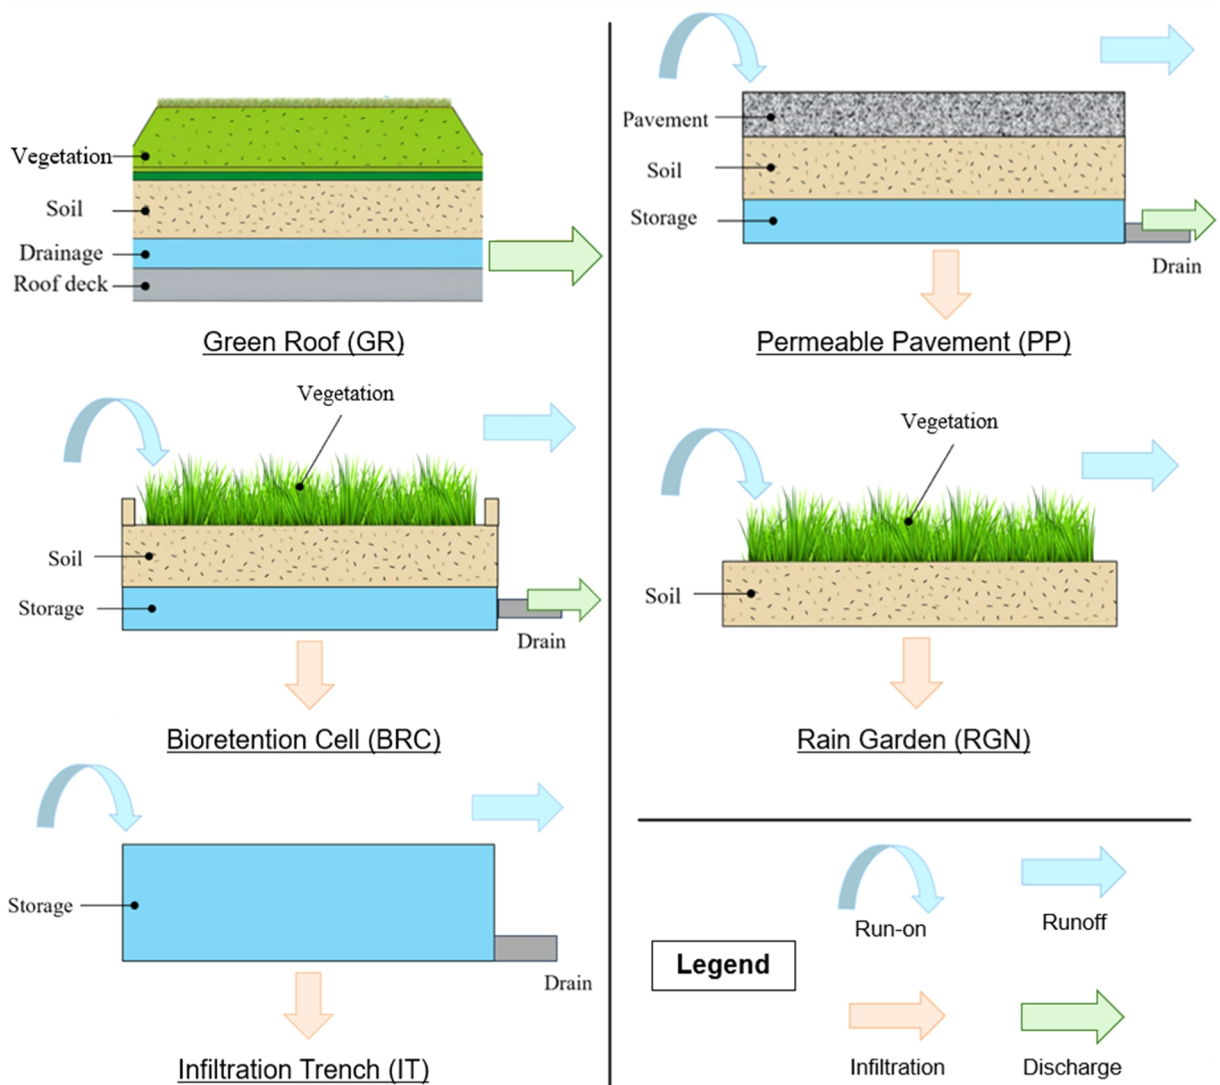 Vegetation
Soil
Drainage
Roof deck
Green Roof (GR)
Pavement
Soil
Storage
Drain
Permeable Pavement (PP)
Vegetation
Soil
Storage
Drain
Bioretention Cell (BRC)
Vegetation
Soil
Rain Garden (RGN)
Storage
Drain
Infiltration Trench (IT)
Legend
Run-on
Runoff
Infiltration
Discharge